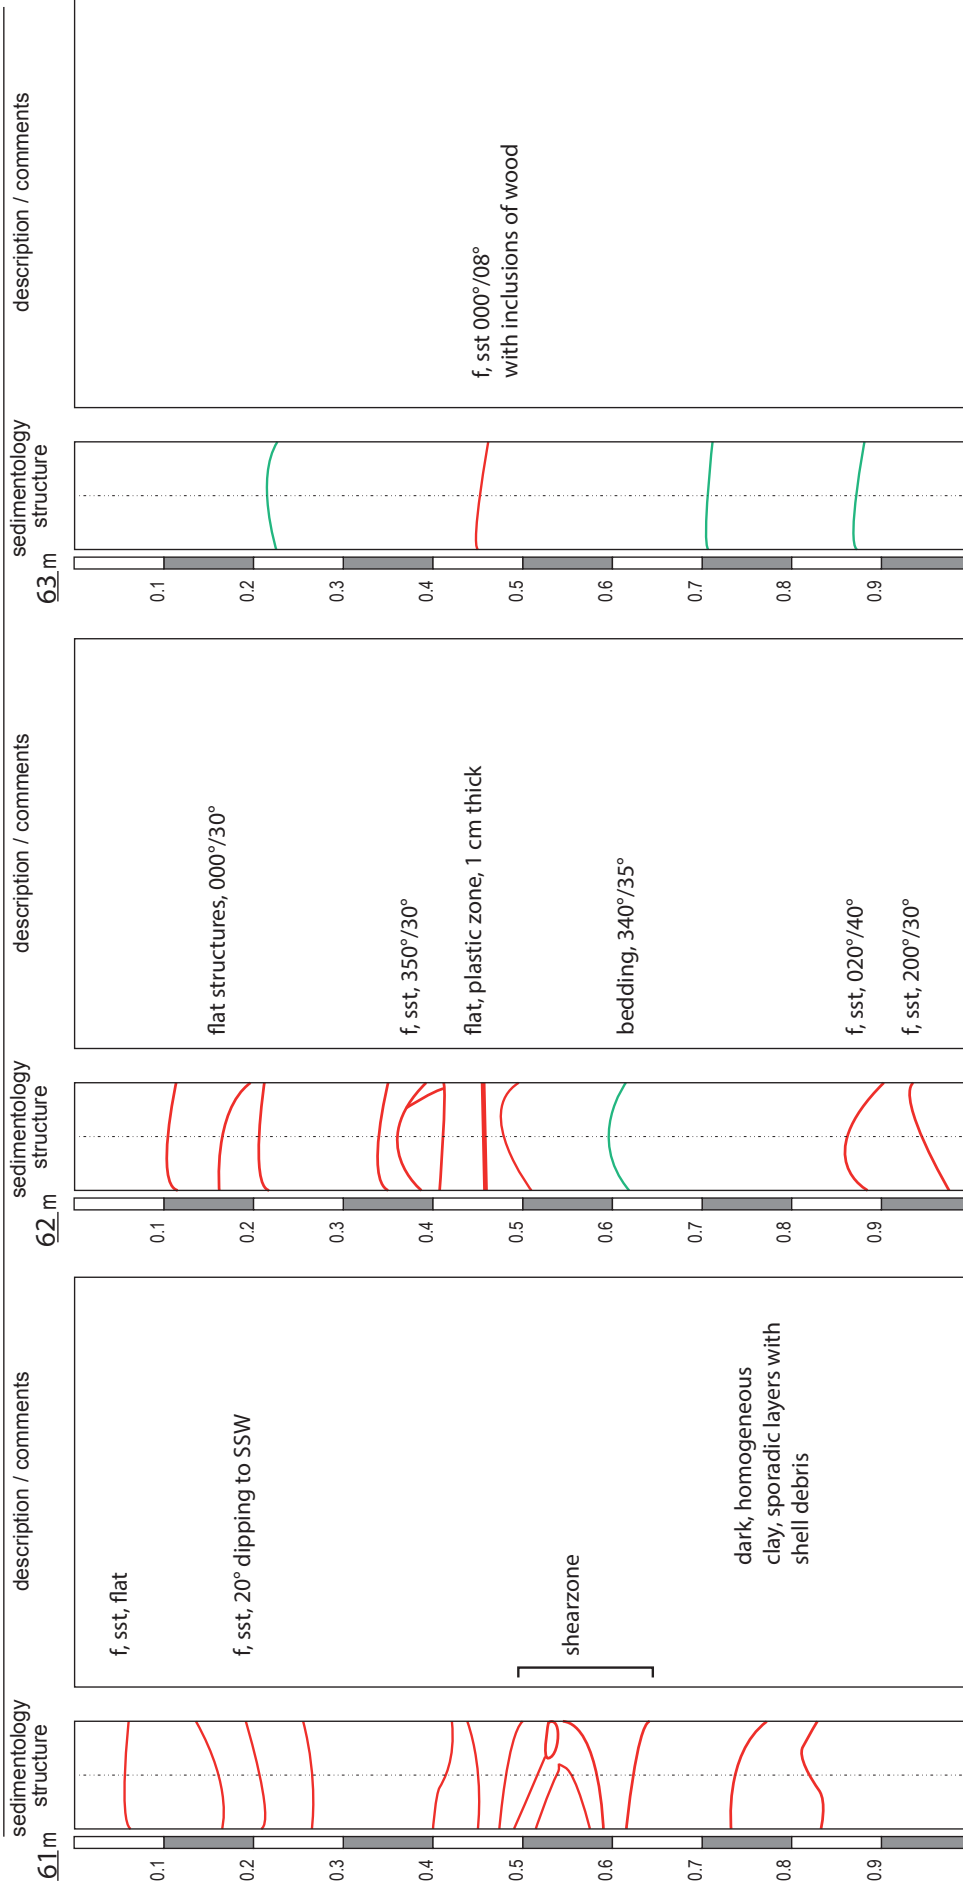 61 m
sedimentology
structure
description / comments
0.1
0.2
0.3
0.4
0.5
0.6
0.7
0.8
0.9
f, sst, flat
f, sst, 20° dipping to SSW
shearzone
dark, homogeneous
clay, sporadic layers with
shell debris
62 m
sedimentology
structure
description / comments
0.1
0.2
0.3
0.4
0.5
0.6
0.7
0.8
0.9
flat structures, 000°/30°
f, sst, 350°/30°
flat, plastic zone, 1 cm thick
bedding, 340°/35°
f, sst, 020°/40°
f, sst, 200°/30°
63 m
sedimentology
structure
description / comments
0.1
0.2
0.3
0.4
0.5
0.6
0.7
0.8
0.9
f, sst 000°/08°
with inclusions of wood